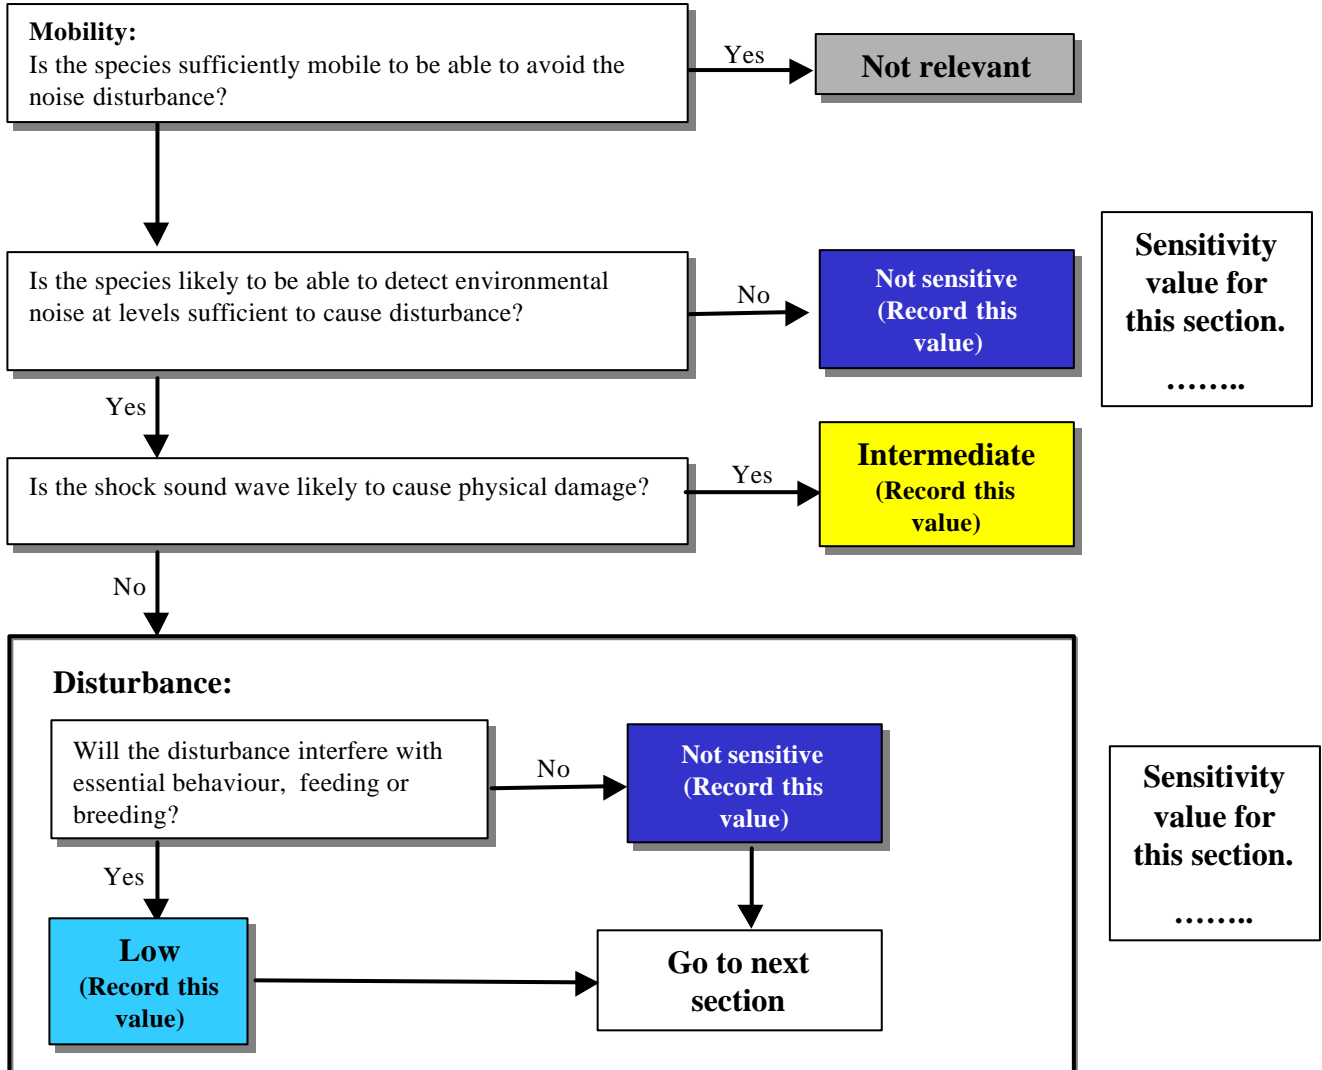 Mobility:
Is the species sufficiently mobile to be able to avoid the
noise disturbance?
Yes
Not relevant
Is the species likely to be able to detect environmental
noise at levels sufficient to cause disturbance?
No
Not sensitive
(Record this
value)
Sensitivity
value for
this section.
……..
Yes
Is the shock sound wave likely to cause physical damage?
Yes
Intermediate
(Record this
value)
No
Disturbance:
Will the disturbance interfere with
essential behaviour, feeding or
breeding?
No
Not sensitive
(Record this
value)
Sensitivity
value for
this section.
……..
Yes
Low
(Record this
value)
Go to next
section